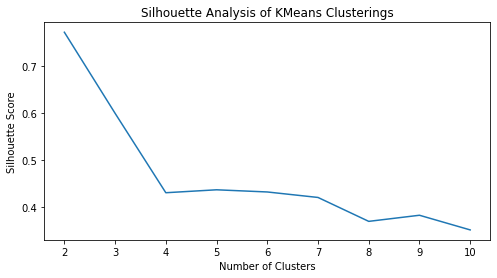 Silhouette Analysis of KMeans Clusterings
0.7
0.6
0.5
0.4
Silhouette Score
2 3 4 5 6 7 8 9 10
Number of Clusters